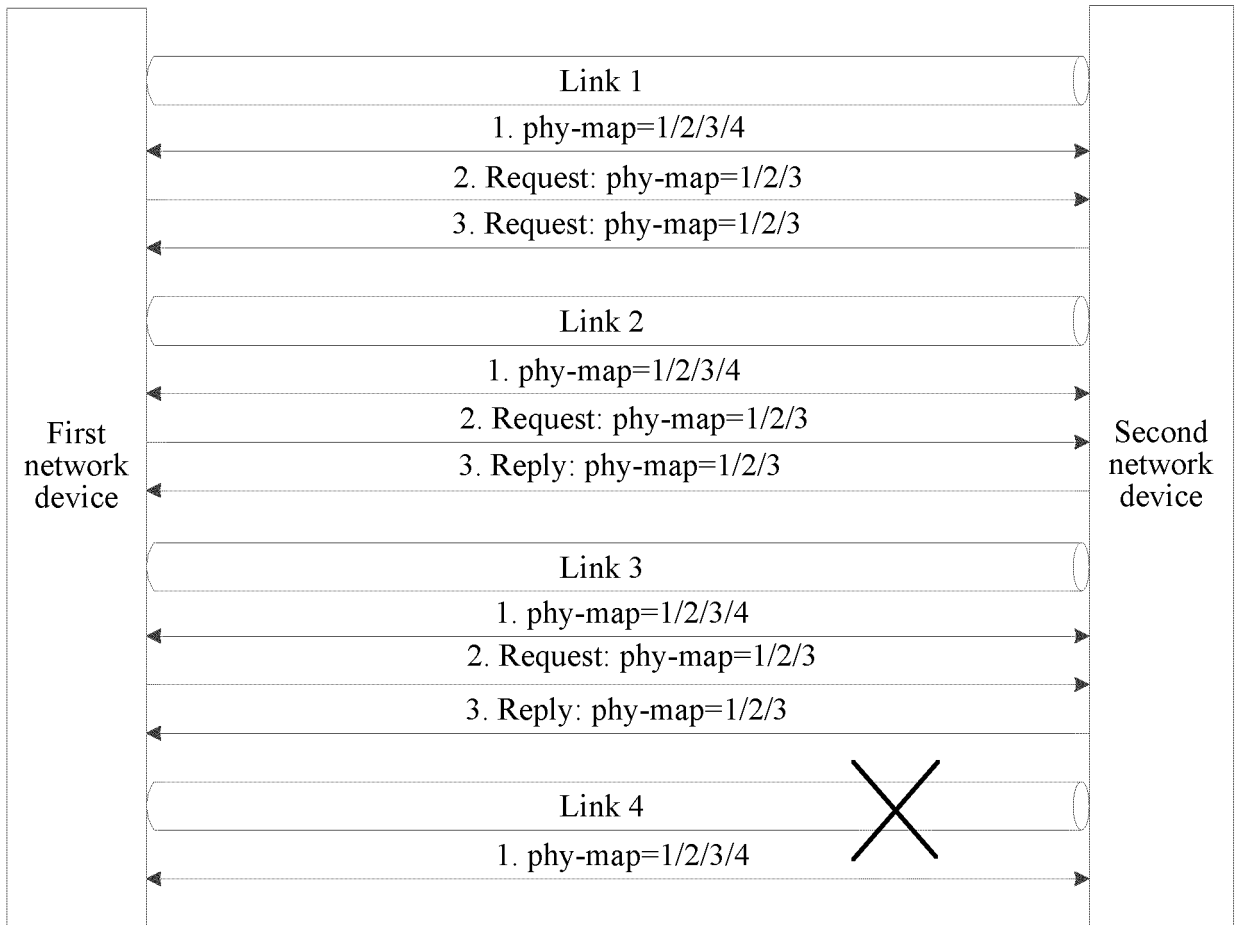 Link 1
1. phy-map=1/2/3/4
2. Request: phy-map=1/2/3
3. Request: phy-map=1/2/3
Link 2
1. phy-map=1/2/3/4
2. Request: phy-map=1/2/3
3. Reply: phy-map=1/2/3
First
network
device
Second
network
device
Link 3
1. phy-map=1/2/3/4
2. Request: phy-map=1/2/3
3. Reply: phy-map=1/2/3
Link 4
1. phy-map=1/2/3/4